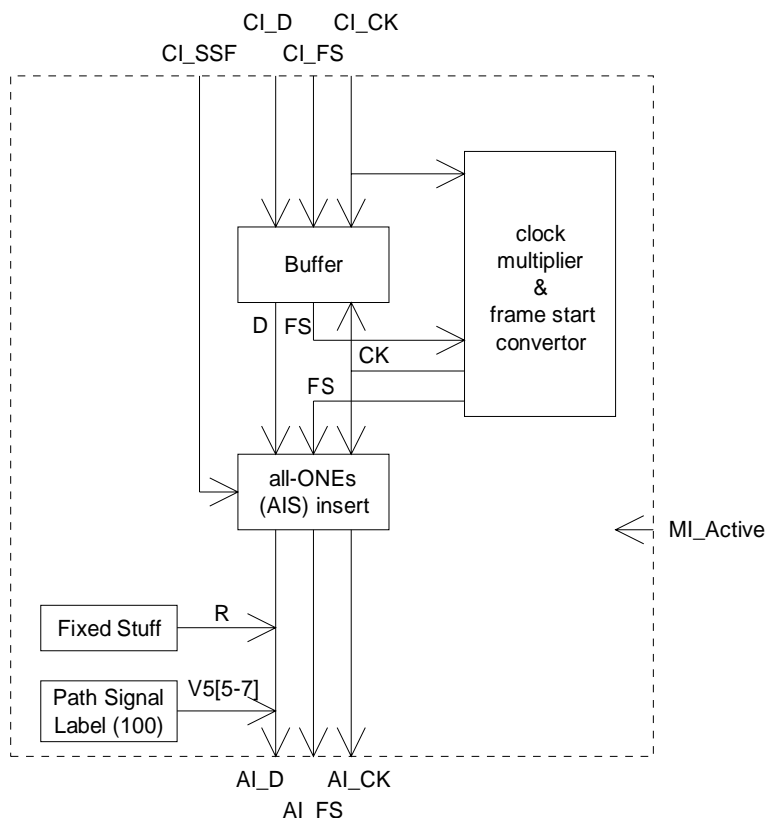 CI_D
CI_CK
CI_SSF
CI_FS
clock
multiplier
&
frame start
convertor
Buffer
D
FS
CK
FS
all-ONEs
(AIS) insert
MI_Active
R
Fixed Stuff
V5[5-7]
Path Signal
Label (100)
AI_D
AI_CK
AI_FS